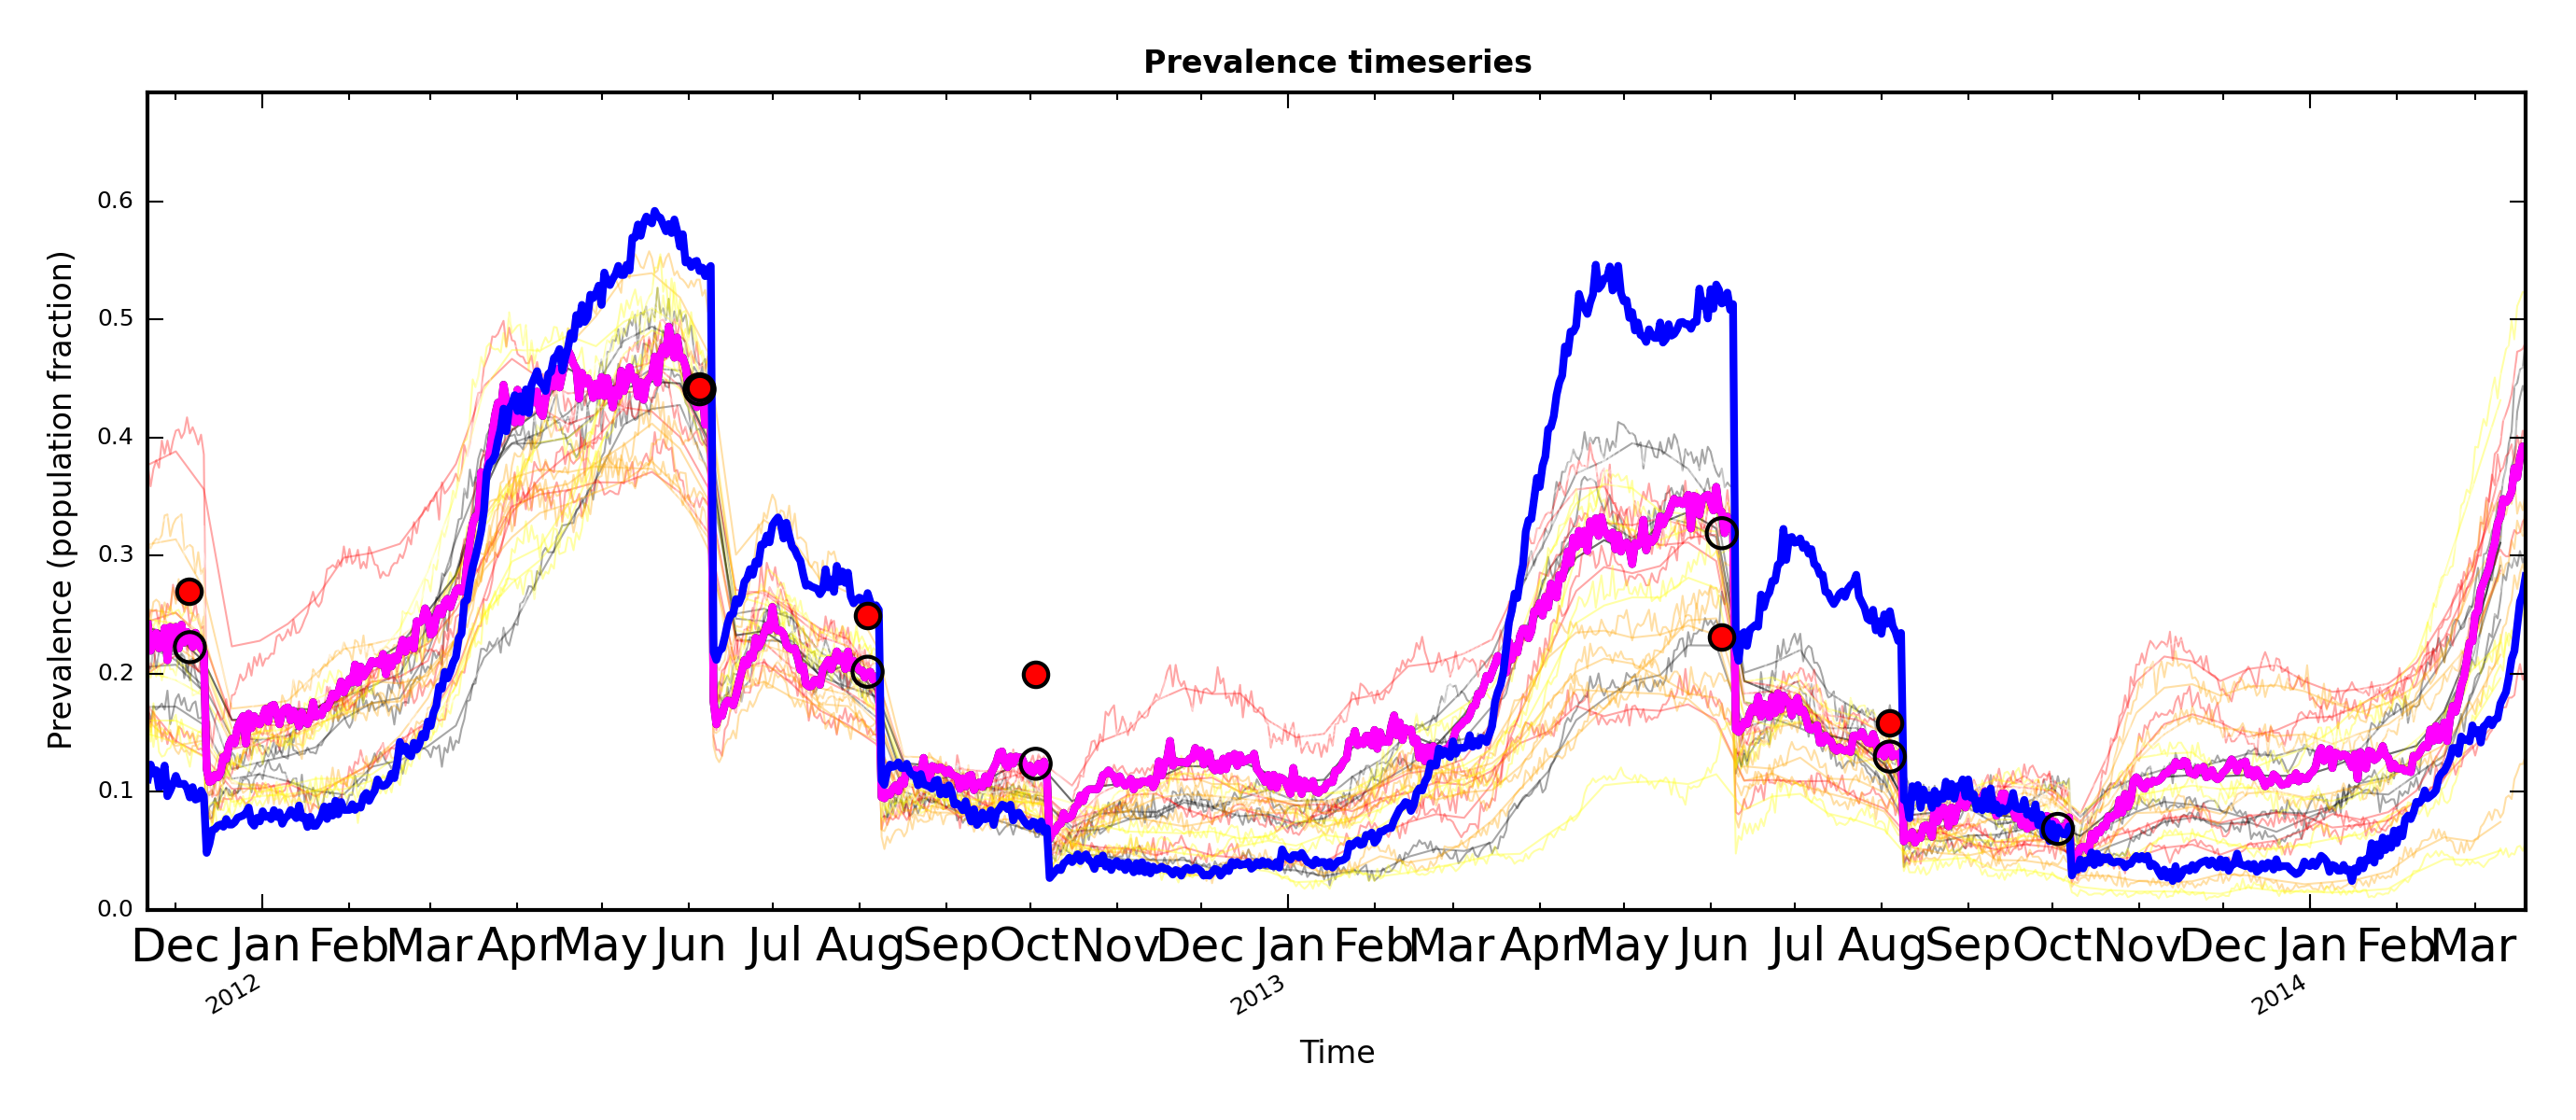 Prevalence timeseries
Prevalence (population fraction)
0.6
0.5
0.4
0.3
0.2
0.1
0.0
Dec Jan Feb Mar Apr May Jun Jul Aug Sep Oct Nov Dec Jan Feb Mar Apr May Jun Jul Aug Sep Oct Nov Dec Jan Feb Mar
2012 2013 2014
Time